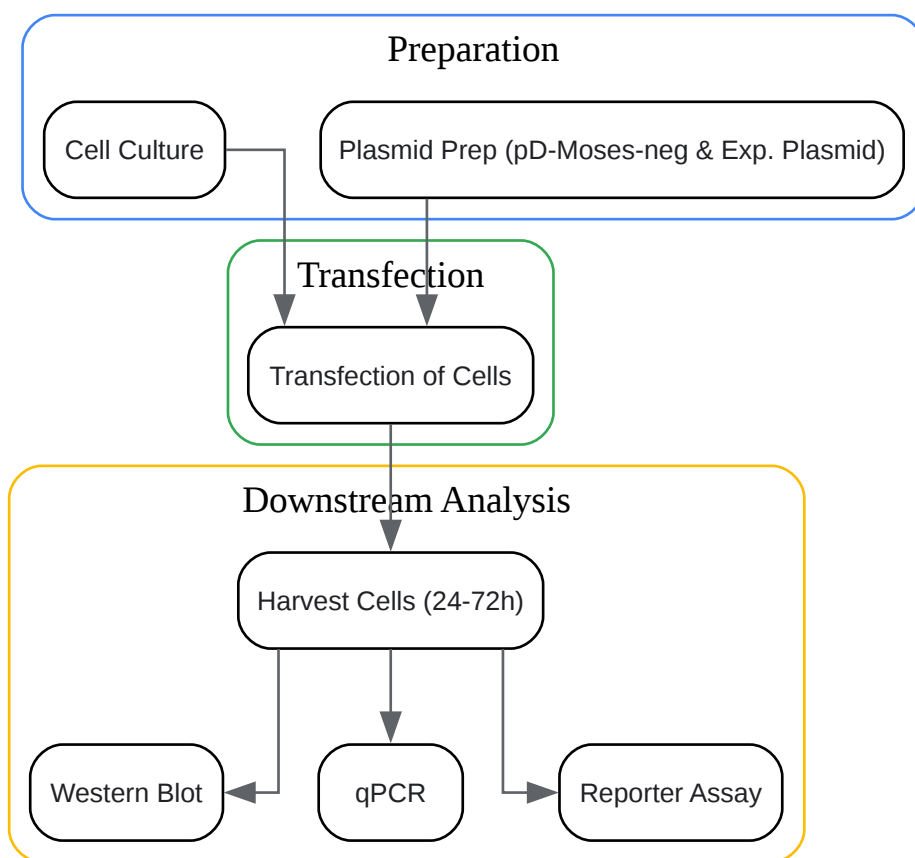 Preparation
Cell Culture
Plasmid Prep (pD-Moses-neg & Exp. Plasmid)
Transfection
Transfection of Cells
Downstream Analysis
Harvest Cells (24-72h)
Western Blot
qPCR
Reporter Assay